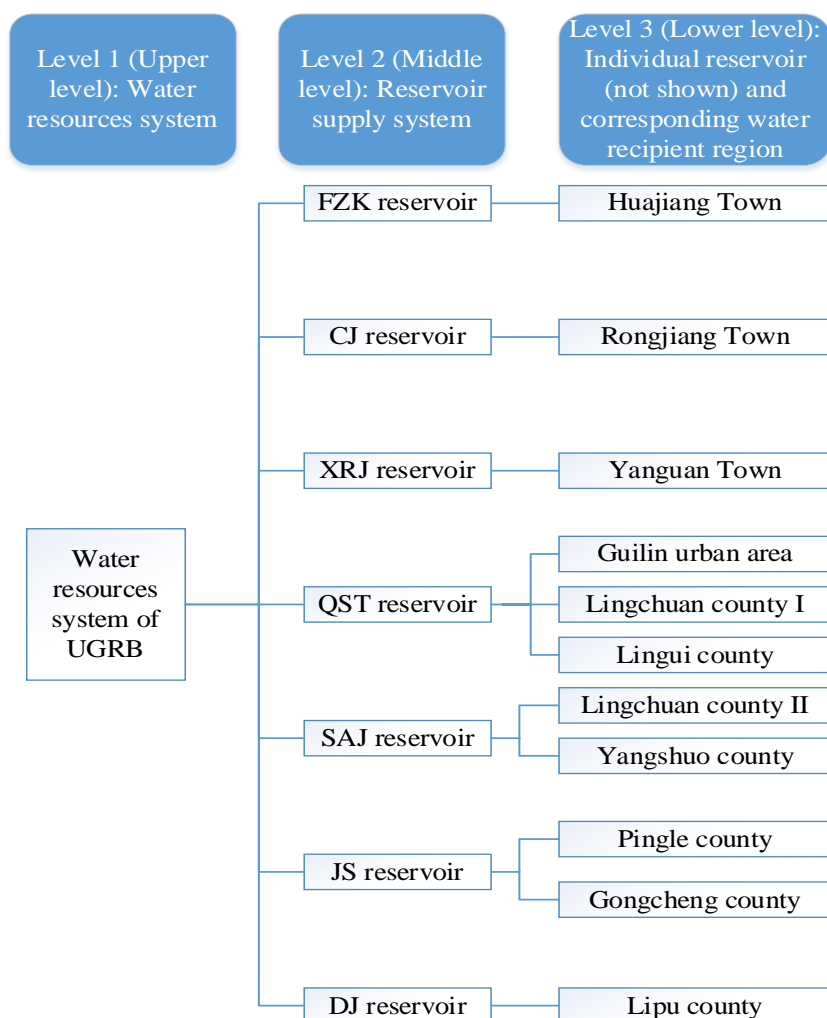 Level 1 (Upper
level): Water
resources system
Level 2 (Middle
level): Reservoir
supply system
Level 3 (Lower level):
Individual reservoir
(not shown) and
corresponding water
recipient region
FZK reservoir
Huajiang Town
CJ reservoir
Rongjiang Town
XRJ reservoir
Yanguan Town
Water
resources
system of
UGRB
QST reservoir
Guilin urban area
Lingchuan county I
Lingui county
SAJ reservoir
Lingchuan county II
Yangshuo county
JS reservoir
Pingle county
Gongcheng county
DJ reservoir
Lipu county